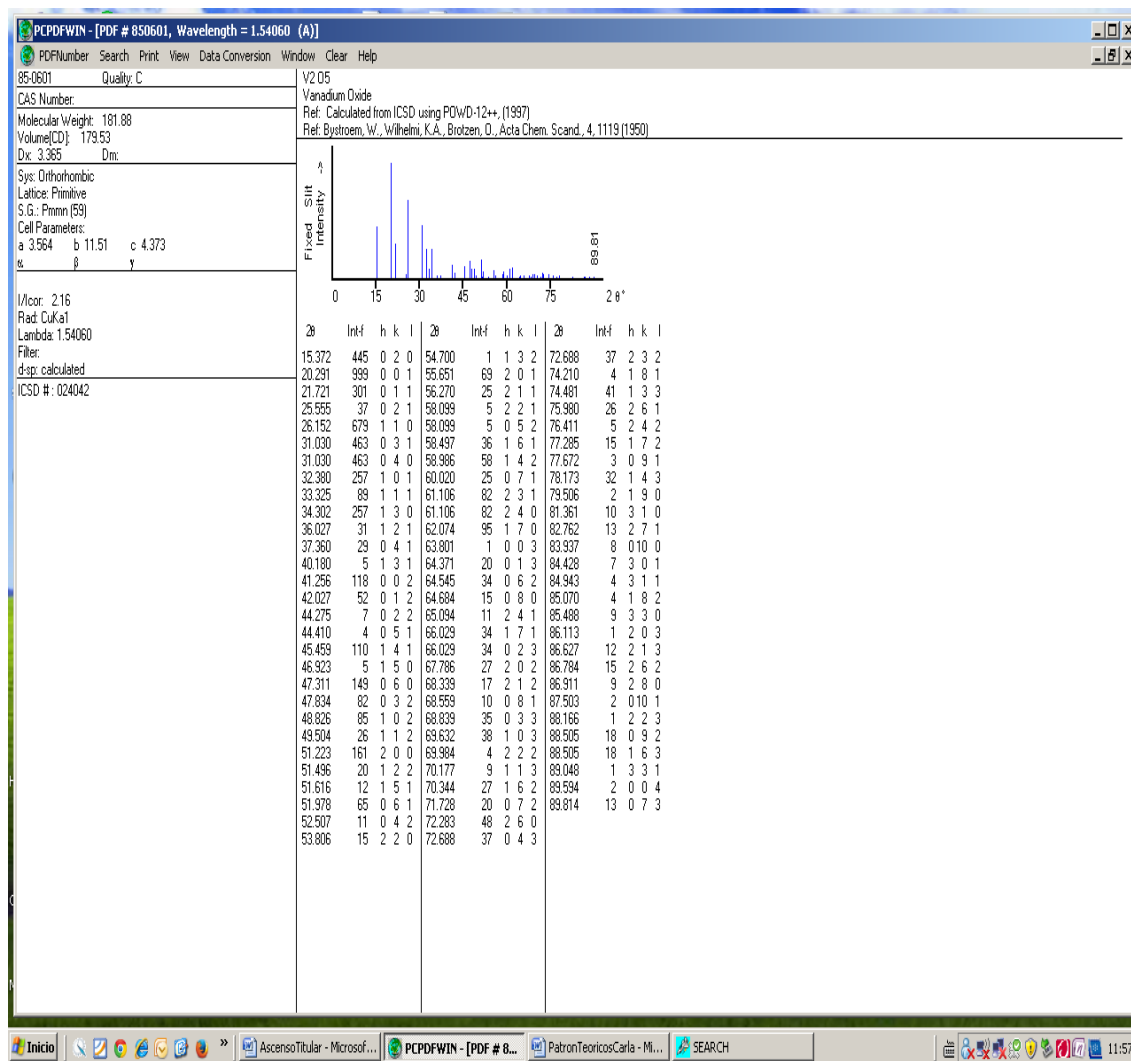 PCPDFWIN - [PDF # 850601, Wavelength = 1.54060 (A)]
PDFNumber Search Print View Data Conversion Window Clear Help
85-0601 Quality: C
CAS Number:
Molecular Weight: 181.88
Volume[CD]: 179.53
Dx: 3.365 Dm:
Sys: Orthorhombic
Lattice: Primitive
S.G.: Pmmn (59)
Cell Parameters:
a 3.564 b 11.51 c 4.373
α β γ
I/Icor: 2.16
Rad: CuKa1
Lambda: 1.54060
Filter:
d-sp: calculated
ICSD # : 024042
V2 O5
Vanadium Oxide
Ref: Calculated from ICSD using POWD-12++, (1997)
Ref: Bystroem, W., Wilhelmi, K.A., Brotzen, O., Acta Chem. Scand., 4, 1119 (1950)
Fixed Slit
Intensity ->
89.81
0 15 30 45 60 75 2θ°
2θ Int-f h k l 2θ Int-f h k l 2θ Int-f h k l
15.372 445 0 2 0 54.700 1 1 3 2 72.688 37 2 3 2
20.291 999 0 0 1 55.651 69 2 0 1 74.210 4 1 8 1
21.721 301 0 1 1 56.270 25 2 1 1 74.481 41 1 3 3
25.555 37 0 2 1 58.099 5 2 2 1 75.980 26 2 6 1
26.152 679 1 1 0 58.099 5 0 5 2 76.411 5 2 4 2
31.030 463 0 3 1 58.497 36 1 6 1 77.285 15 1 7 2
31.030 463 0 4 0 58.986 58 1 4 2 77.672 3 0 9 1
32.380 257 1 0 1 60.020 25 0 7 1 78.173 32 1 4 3
33.325 89 1 1 1 61.106 82 2 3 1 79.506 2 1 9 0
34.302 257 1 3 0 61.106 82 2 4 0 81.361 10 3 1 0
36.027 31 1 2 1 62.074 95 1 7 0 82.762 13 2 7 1
37.360 29 0 4 1 63.801 1 0 0 3 83.937 8 0 10 0
40.180 5 1 3 1 64.371 20 0 1 3 84.428 7 3 0 1
41.256 118 0 0 2 64.545 34 0 6 2 84.943 4 3 1 1
42.027 52 0 1 2 64.684 15 0 8 0 85.070 4 1 8 2
44.275 7 0 2 2 65.094 11 2 4 1 85.488 9 3 3 0
44.410 4 0 5 1 66.029 34 1 7 1 86.113 1 2 0 3
45.459 110 1 4 1 66.029 34 0 2 3 86.627 12 2 1 3
46.923 5 1 5 0 67.786 27 2 0 2 86.784 15 2 6 2
47.311 149 0 6 0 68.339 17 2 1 2 86.911 9 2 8 0
47.834 82 0 3 2 68.559 10 0 8 1 87.503 2 0 10 1
48.826 85 1 0 2 68.839 35 0 3 3 88.166 1 2 2 3
49.504 26 1 1 2 69.632 38 1 0 3 88.505 18 0 9 2
51.223 161 2 0 0 69.984 4 2 2 2 88.505 18 1 6 3
51.496 20 1 2 2 70.177 9 1 1 3 89.048 1 3 3 1
51.616 12 1 5 1 70.344 27 1 6 2 89.594 2 0 0 4
51.978 65 0 6 1 71.728 20 0 7 2 89.814 13 0 7 3
52.507 11 0 4 2 72.283 48 2 6 0
53.806 15 2 2 0 72.688 37 0 4 3
Inicio » AscensoTitular - Microsof... PCPDFWIN - [PDF # 8... PatronTeoricosCarla - Mi... SEARCH 11:57